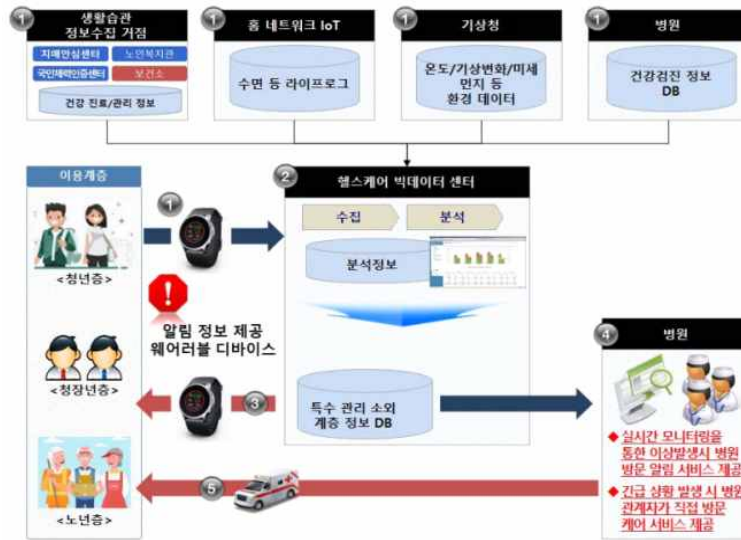 1
생활습관
정보수집 거점
치매안심센터
노인복지관
국민체력인증센터
보건소
건강 진료/관리 정보
1
홈 네트워크 IoT
수면 등 라이프로그
1
기상청
온도/기상변화/미세
먼지 등
환경 데이터
1
병원
건강검진 정보
DB
이용계층
<청년층>
<청장년층>
<노년층>
1
!
알림 정보 제공
웨어러블 디바이스
3
5
2
헬스케어 빅데이터 센터
수집
분석
분석정보
특수 관리 소외
계층 정보 DB
4
병원
◆ 실시간 모니터링을
통한 이상발생시 병원
방문 알림 서비스 제공
◆ 긴급 상황 발생 시 병원
관계자가 직접 방문
케어 서비스 제공